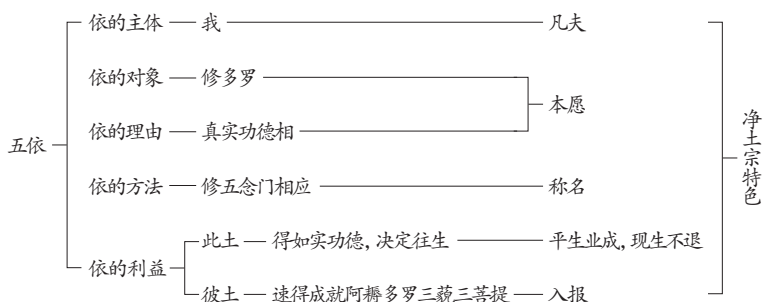 依的主体 我 凡夫
依的对象 修多罗
本愿
依的理由 真实功德相
五依
依的方法 修五念门相应 称名
此土 得如实功德，决定往生 平生业成，现生不退
依的利益
彼土 速得成就阿耨多罗三藐三菩提 入报
净土宗特色